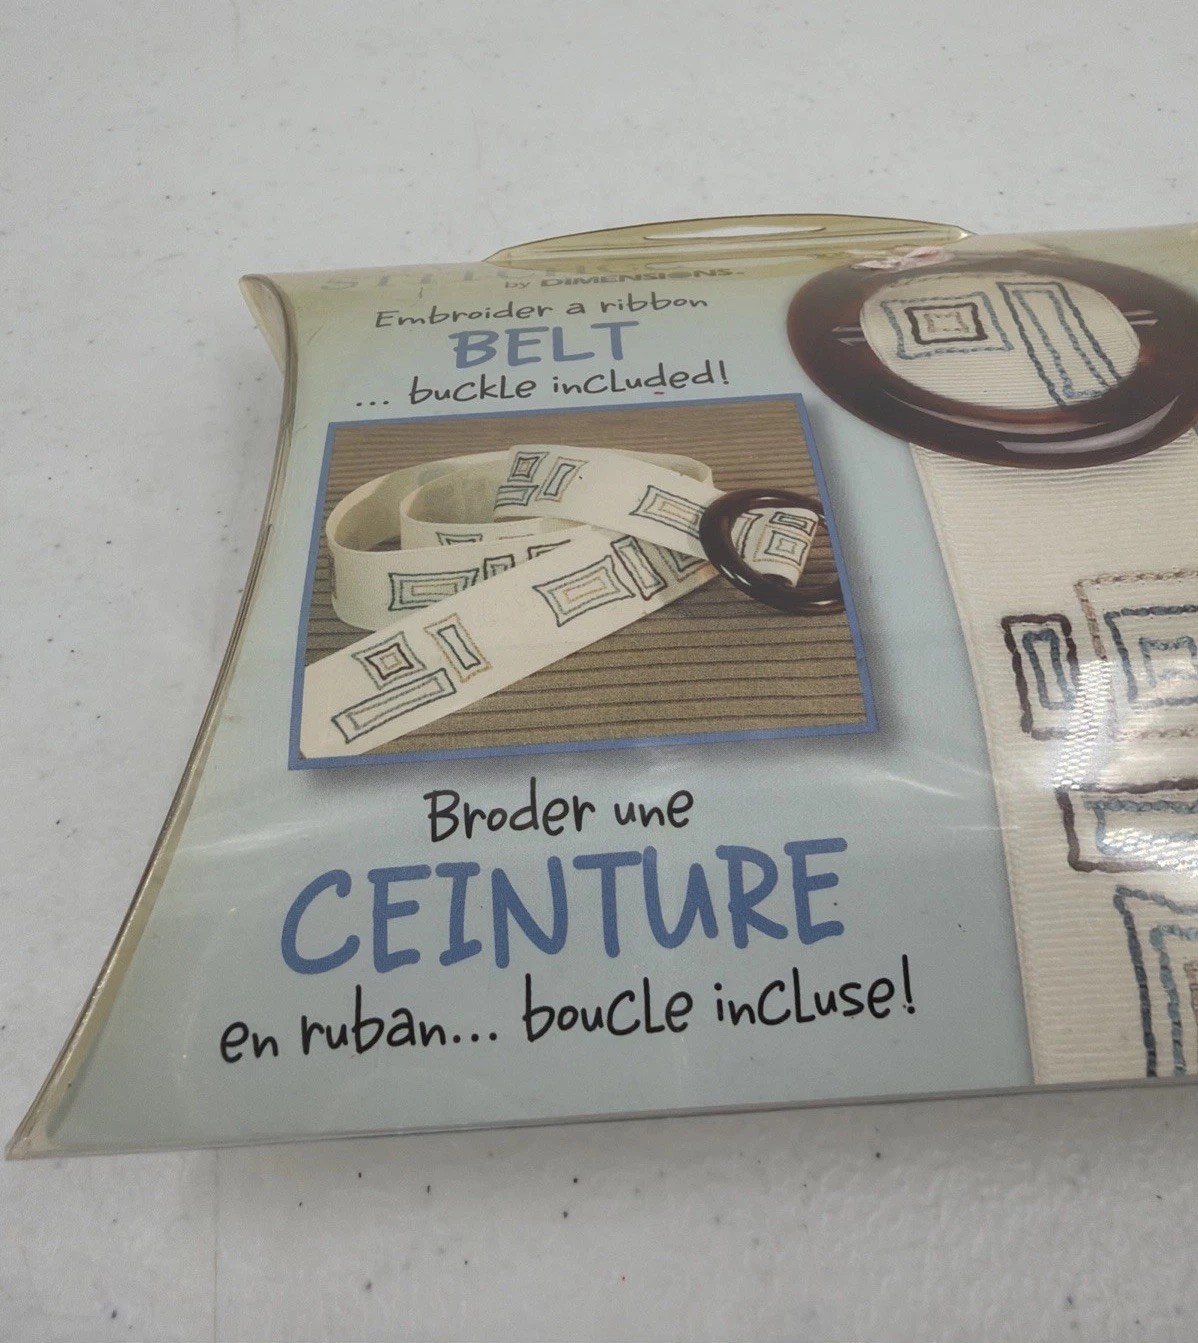 by DIMENSIONS
Embroider a ribbon
BELT
... buckle included!
Broder une
CEINTURE
en ruban... boucle incluse!